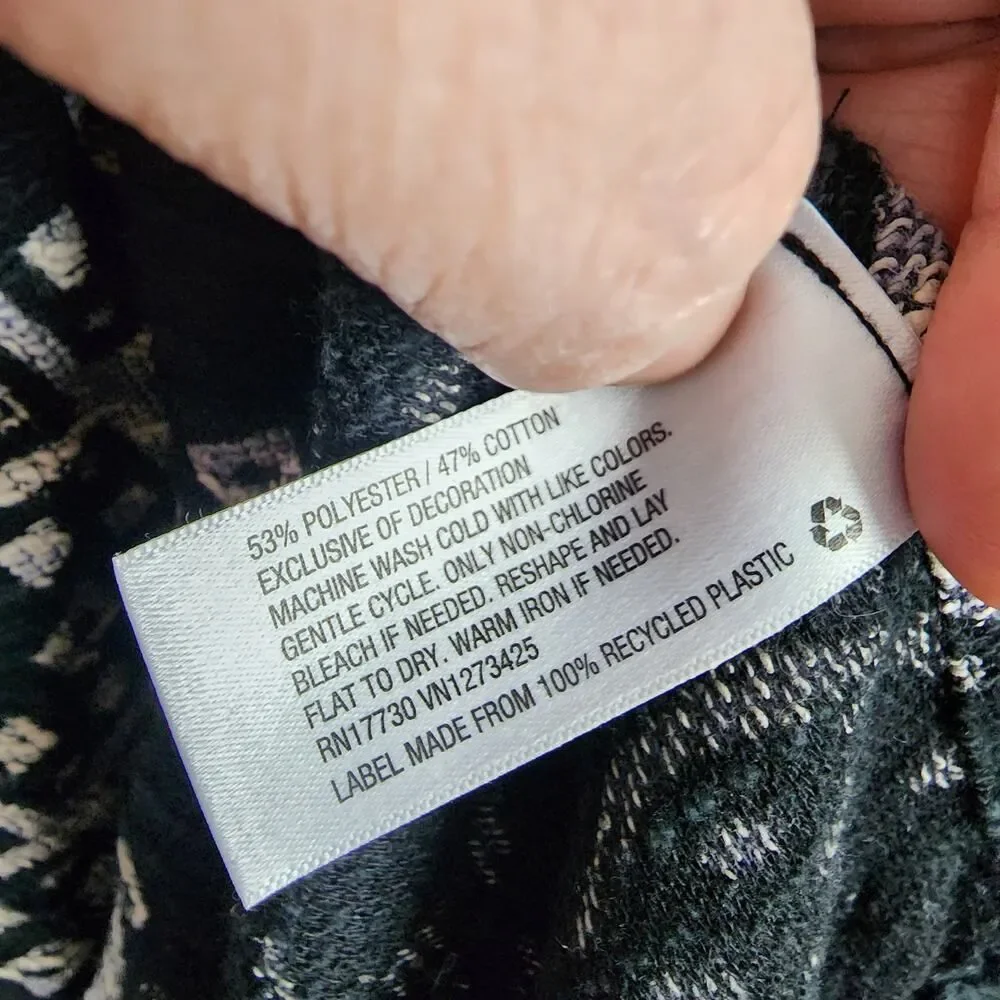 53% POLYESTER / 47% COTTON
EXCLUSIVE OF DECORATION
MACHINE WASH COLD WITH LIKE COLORS.
GENTLE CYCLE. ONLY NON-CHLORINE
BLEACH IF NEEDED. RESHAPE AND LAY
FLAT TO DRY. WARM IRON IF NEEDED.
RN17730 VN1273425
LABEL MADE FROM 100% RECYCLED PLASTIC